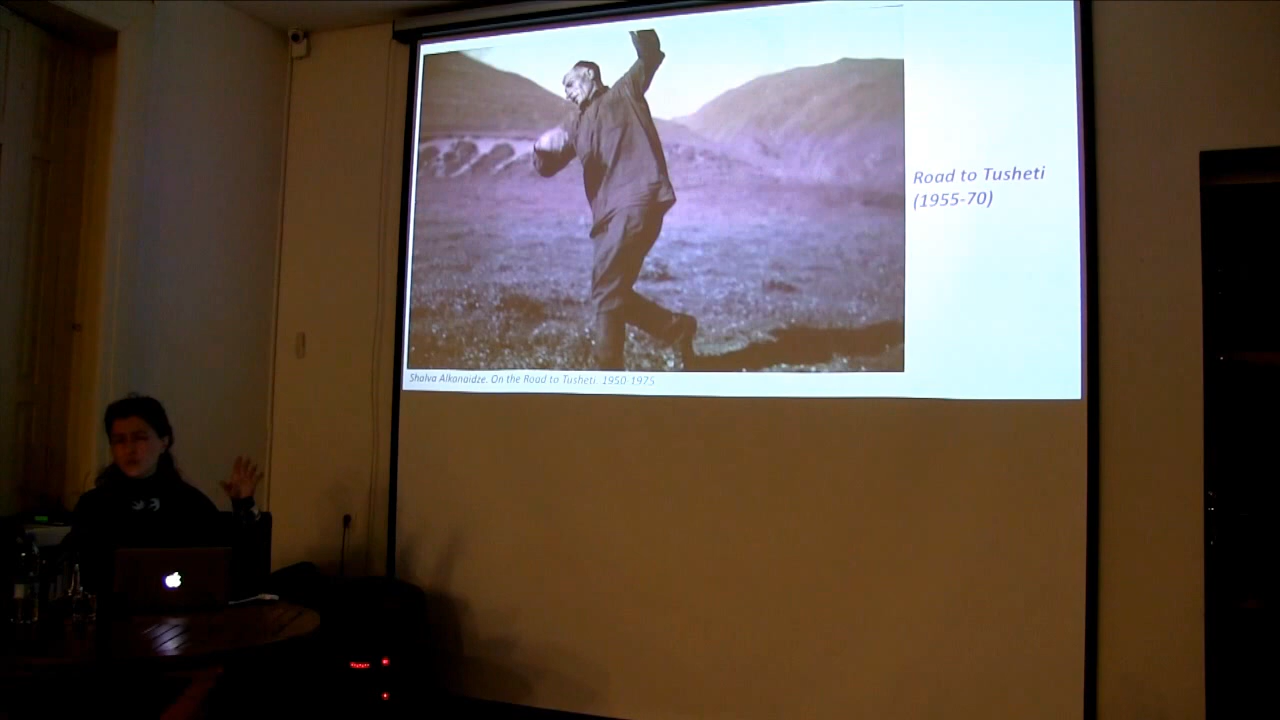 Road to Tusheti
(1955-70)
Shalva Alkanaidze. On the Road to Tusheti. 1950-1975